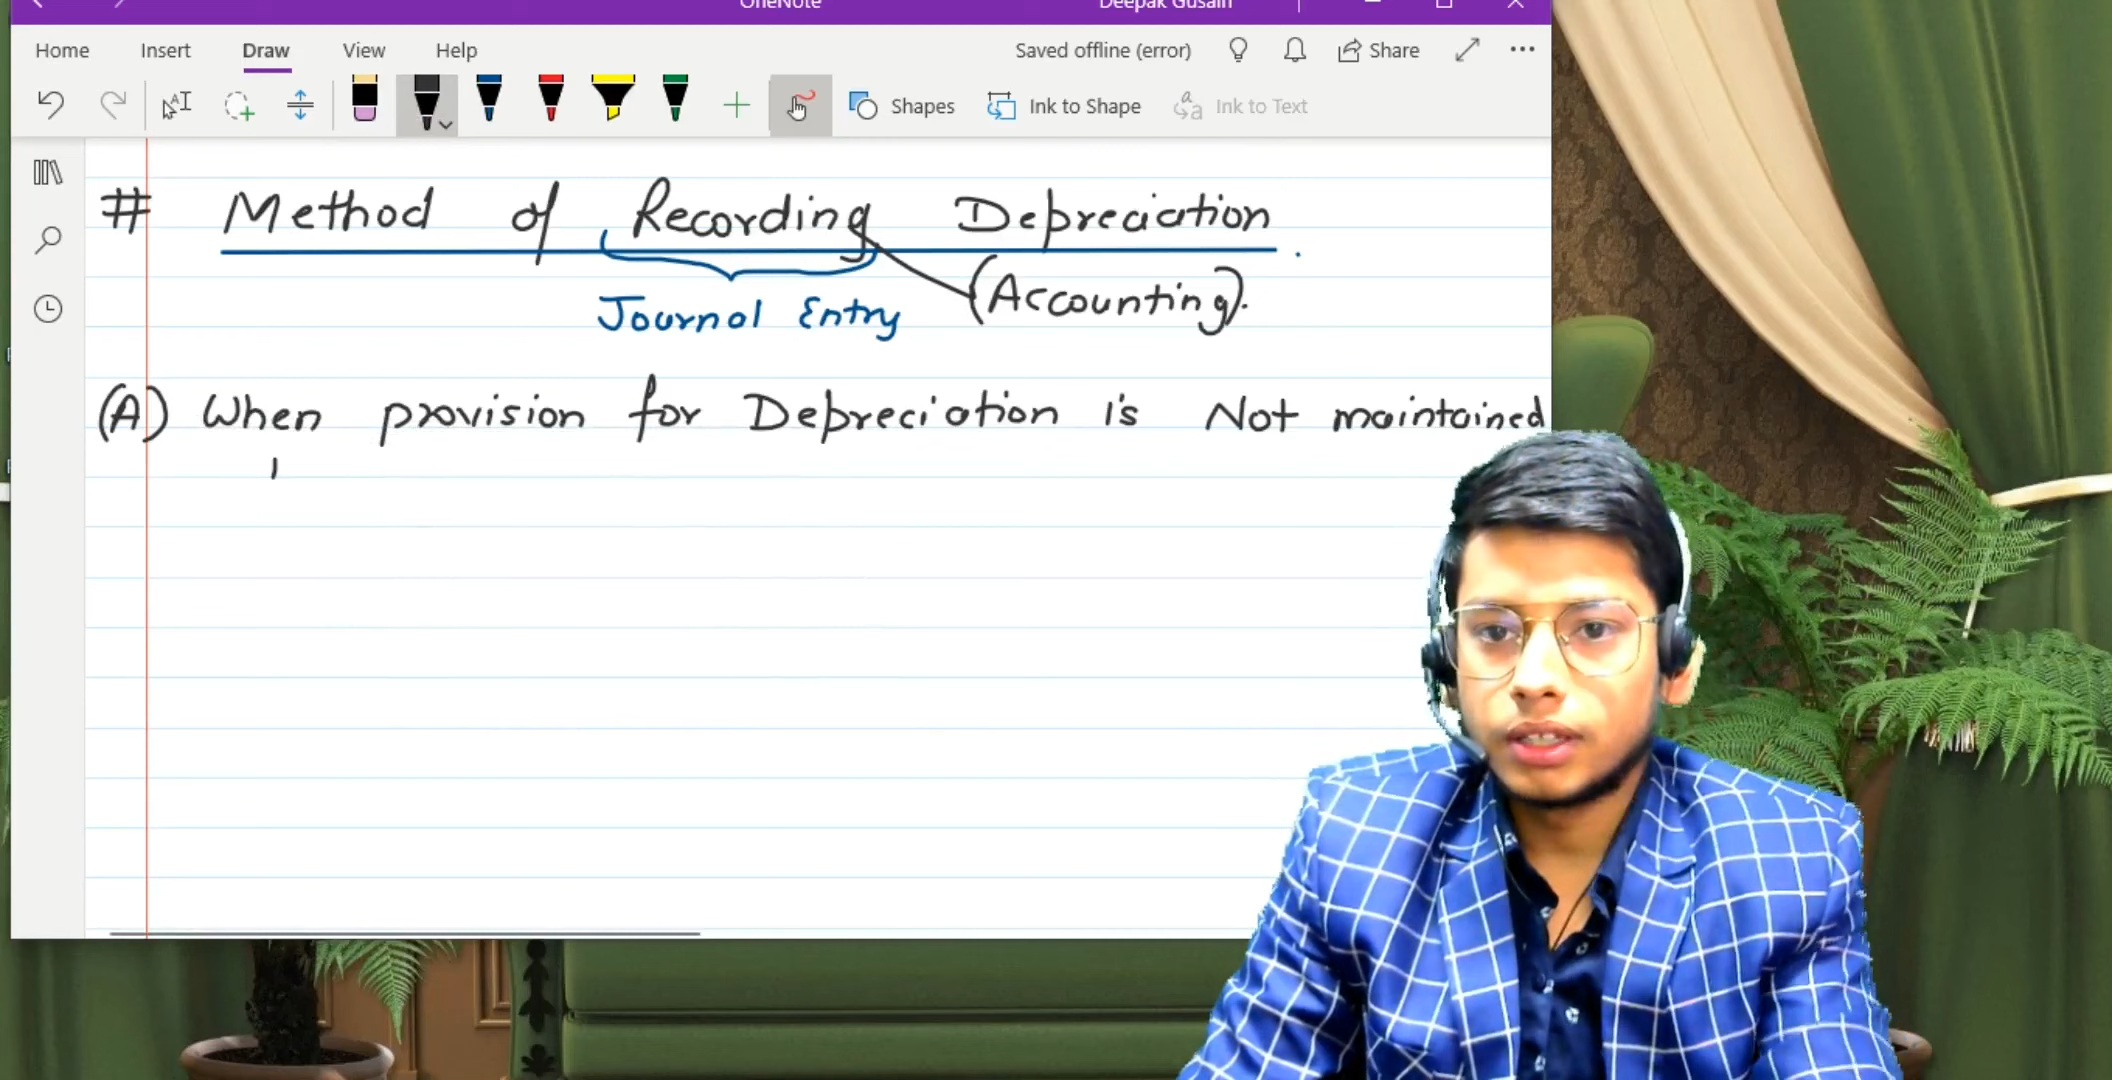 OneNote
Deepak Gusain
Home Insert Draw View Help
Saved offline (error) Share
Shapes Ink to Shape Ink to Text
# Method of Recording Depreciation.
Journal Entry
(Accounting).
(A) When provision for Depreciation is Not maintained